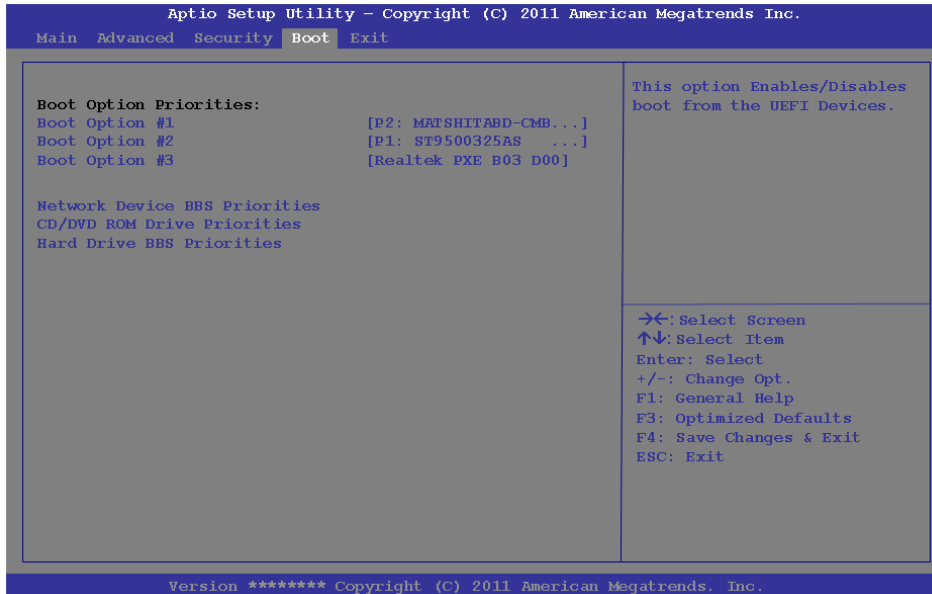 Aptio Setup Utility – Copyright (C) 2011 American Megatrends Inc.
Main Advanced Security Boot Exit
Boot Option Priorities:
Boot Option #1 [P2: MATSHITABD-CMB...]
Boot Option #2 [P1: ST9500325AS ...]
Boot Option #3 [Realtek PXE B03 D00]
Network Device BBS Priorities
CD/DVD ROM Drive Priorities
Hard Drive BBS Priorities
This option Enables/Disables
boot from the UEFI Devices.
→←: Select Screen
↑↓: Select Item
Enter: Select
+/-: Change Opt.
F1: General Help
F3: Optimized Defaults
F4: Save Changes & Exit
ESC: Exit
Version ******** Copyright (C) 2011 American Megatrends. Inc.